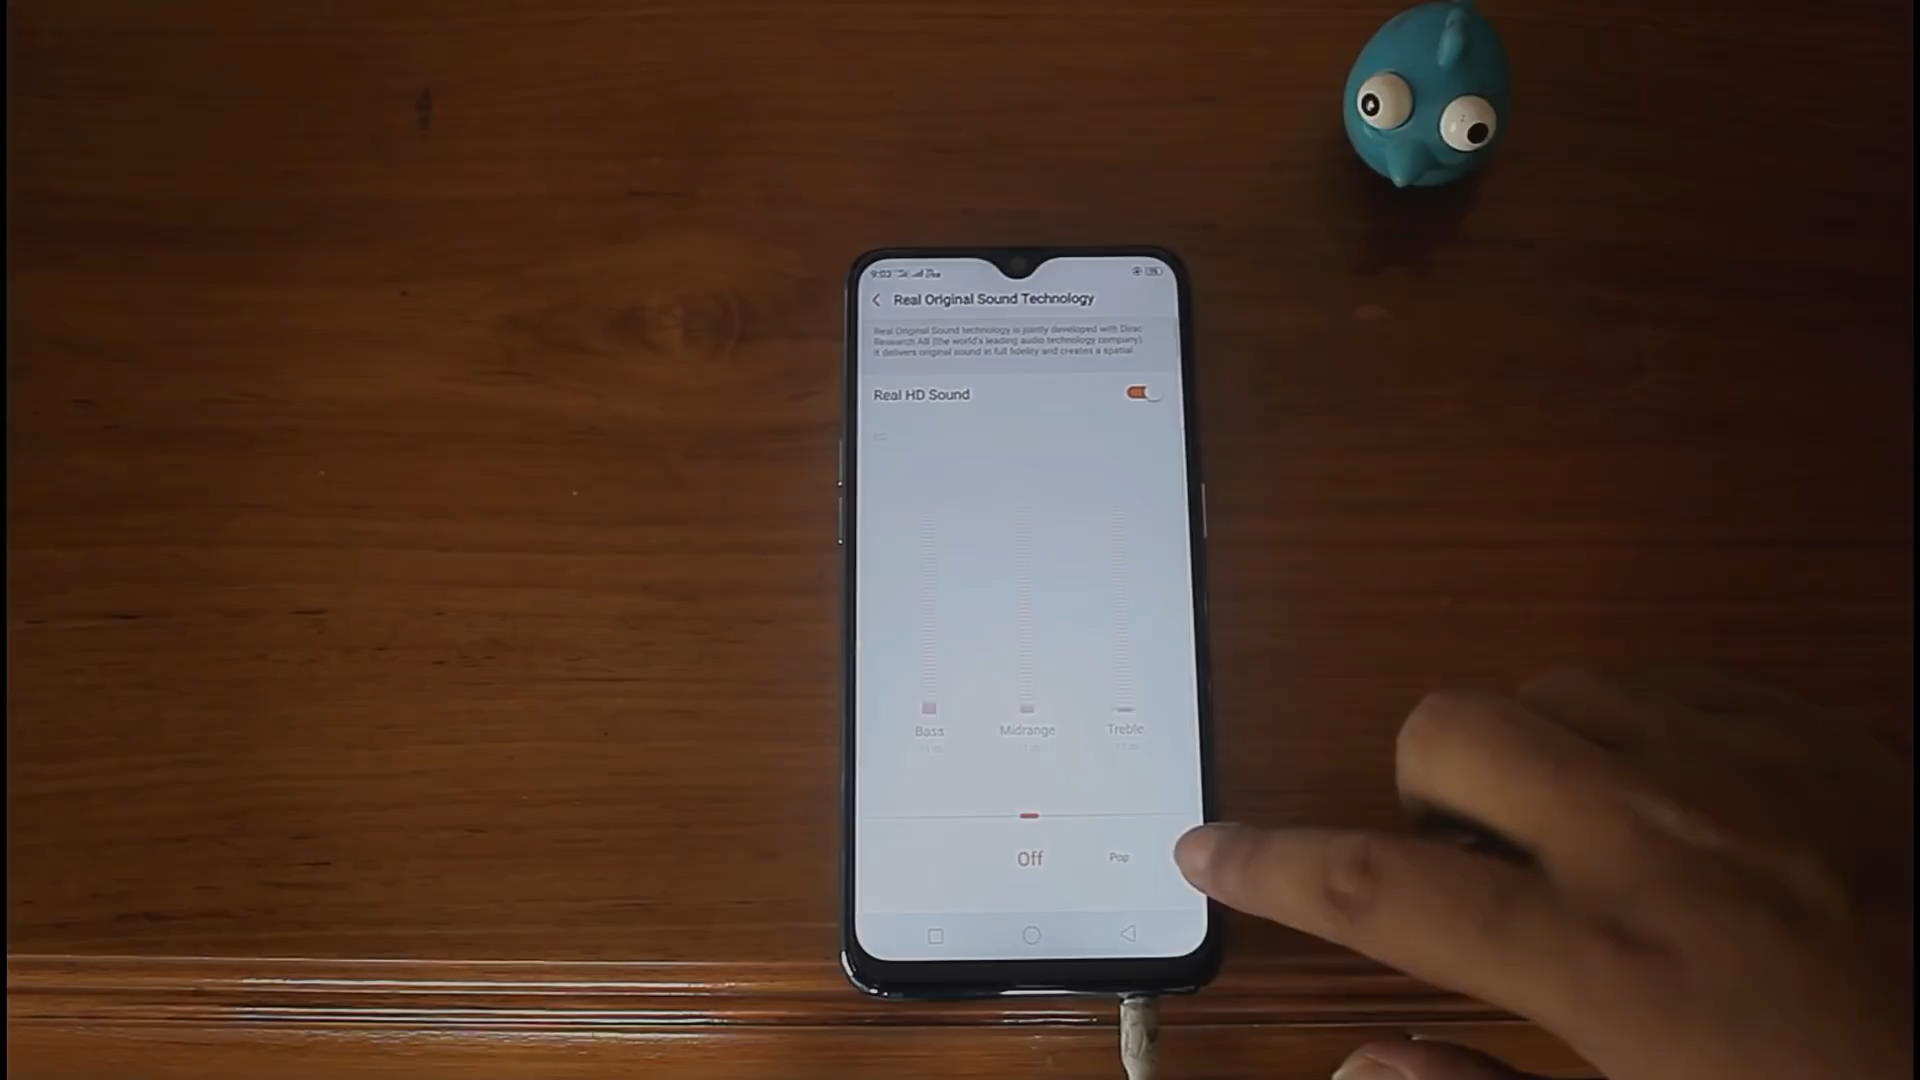 9:03
Real Original Sound Technology
Real Original Sound technology is jointly developed with Dirac
Research AB (the world's leading audio technology company).
It delivers original sound in full fidelity and creates a spatial
Real HD Sound
Bass
Midrange
Treble
Off
Pop